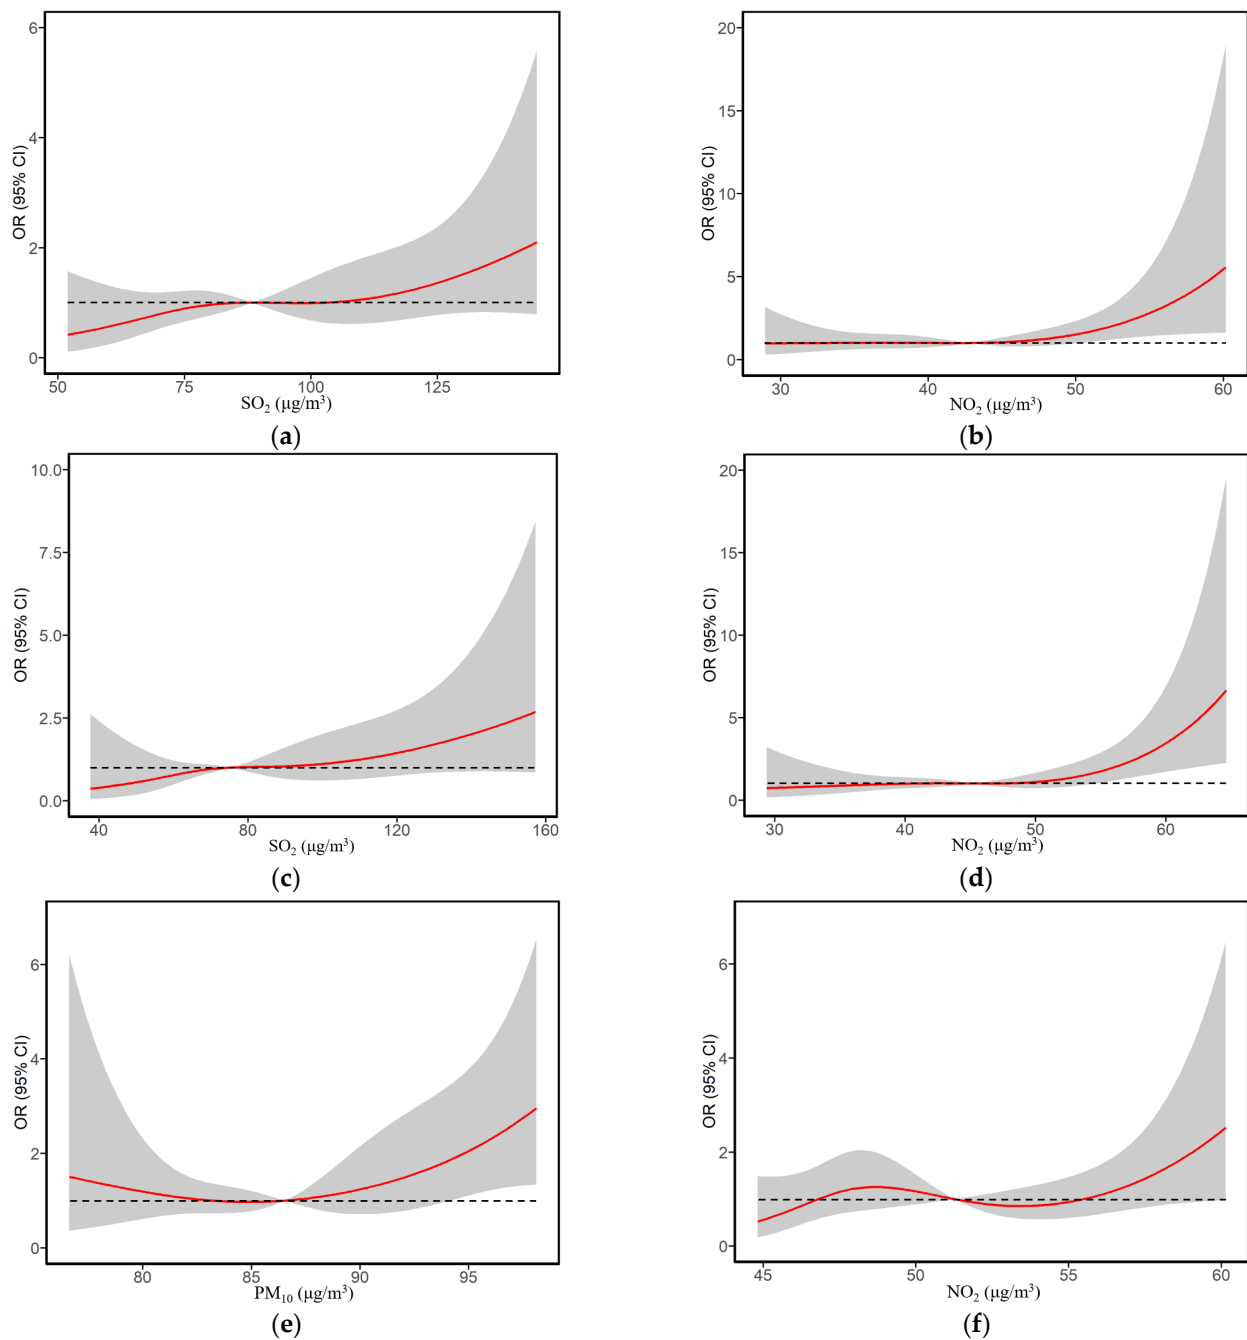 OR (95% CI)
6
4
2
0
50 75 100 125
SO₂ (μg/m³)
(a)
OR (95% CI)
20
15
10
5
0
30 40 50 60
NO₂ (μg/m³)
(b)
OR (95% CI)
10.0
7.5
5.0
2.5
0.0
40 80 120 160
SO₂ (μg/m³)
(c)
OR (95% CI)
20
15
10
5
0
30 40 50 60
NO₂ (μg/m³)
(d)
OR (95% CI)
6
4
2
0
80 85 90 95
PM₁₀ (μg/m³)
(e)
OR (95% CI)
6
4
2
0
45 50 55 60
NO₂ (μg/m³)
(f)